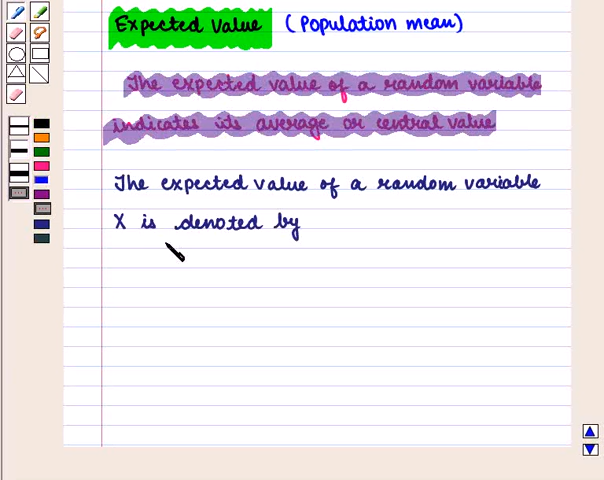 Expected Value (Population mean)
The expected value of a random variable
indicates its average or central value
The expected value of a random variable
X is denoted by